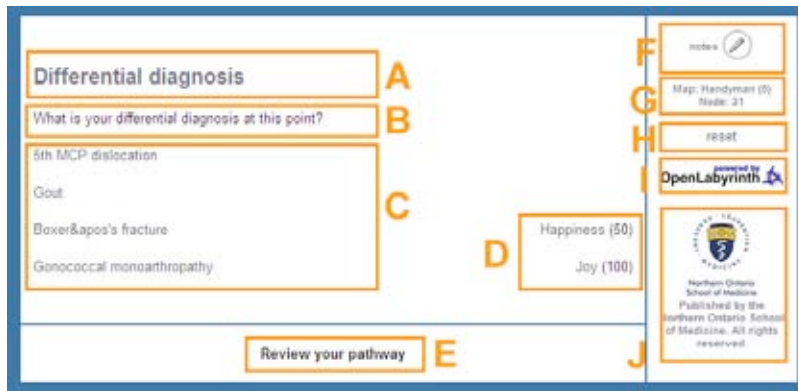 Differential diagnosis
A
What is your differential diagnosis at this point?
B
5th MCP dislocation
Gout
Boxer&apos's fracture
Gonococcal monoarthropathy
C
Happiness (50)
Joy (100)
D
Review your pathway
E
F
notes
G
Map: Handyman (0)
Node: 21
H
reset
I
powered by
OpenLabyrinth
J
Northern Ontario
School of Medicine
Published by the
Northern Ontario School
of Medicine. All rights
reserved.